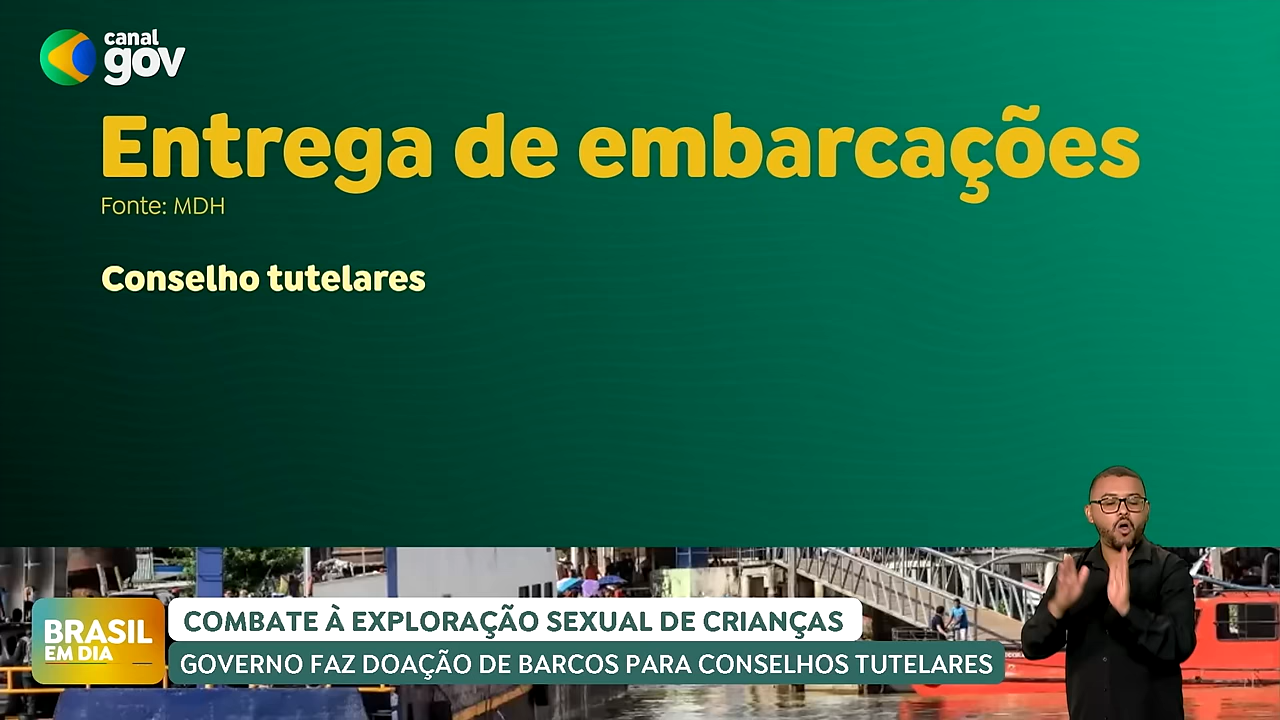 canal
gov
Entrega de embarcações
Fonte: MDH
Conselho tutelares
BRASIL
EM DIA
COMBATE À EXPLORAÇÃO SEXUAL DE CRIANÇAS
GOVERNO FAZ DOAÇÃO DE BARCOS PARA CONSELHOS TUTELARES